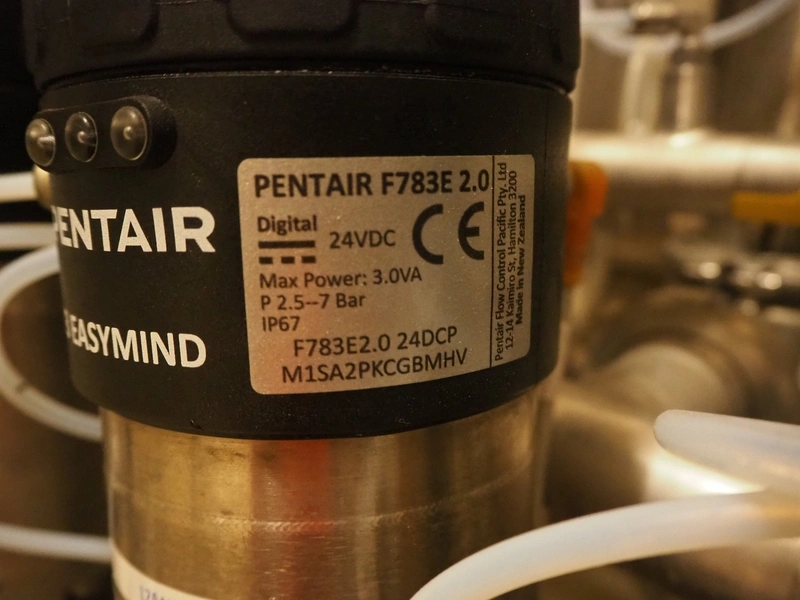 PENTAIR
EASYMIND
PENTAIR F783E 2.0
Digital
24VDC
CE
Max Power: 3.0VA
P 2.5--7 Bar
IP67
F783E2.0 24DCP
M1SA2PKCGBMHV
Pentair Flow Control Pacific Pty. Ltd
12-14 Kaimiro St, Hamilton 3200
Made in New Zealand